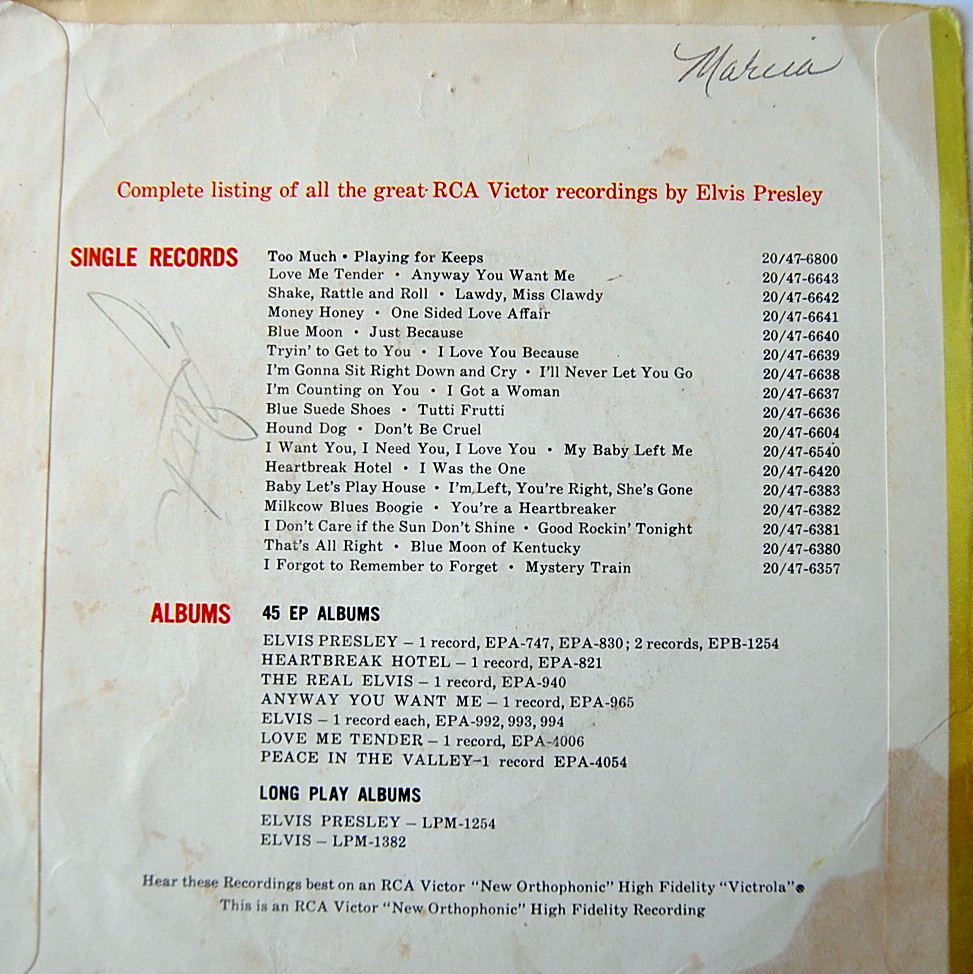 Marcia
Complete listing of all the great RCA Victor recordings by Elvis Presley
SINGLE RECORDS
Too Much • Playing for Keeps 20/47-6800
Love Me Tender • Anyway You Want Me 20/47-6643
Shake, Rattle and Roll • Lawdy, Miss Clawdy 20/47-6642
Money Honey • One Sided Love Affair 20/47-6641
Blue Moon • Just Because 20/47-6640
Tryin' to Get to You • I Love You Because 20/47-6639
I'm Gonna Sit Right Down and Cry • I'll Never Let You Go 20/47-6638
I'm Counting on You • I Got a Woman 20/47-6637
Blue Suede Shoes • Tutti Frutti 20/47-6636
Hound Dog • Don't Be Cruel 20/47-6604
I Want You, I Need You, I Love You • My Baby Left Me 20/47-6540
Heartbreak Hotel • I Was the One 20/47-6420
Baby Let's Play House • I'm Left, You're Right, She's Gone 20/47-6383
Milkcow Blues Boogie • You're a Heartbreaker 20/47-6382
I Don't Care if the Sun Don't Shine • Good Rockin' Tonight 20/47-6381
That's All Right • Blue Moon of Kentucky 20/47-6380
I Forgot to Remember to Forget • Mystery Train 20/47-6357
ALBUMS
45 EP ALBUMS
ELVIS PRESLEY – 1 record, EPA-747, EPA-830; 2 records, EPB-1254
HEARTBREAK HOTEL – 1 record, EPA-821
THE REAL ELVIS – 1 record, EPA-940
ANYWAY YOU WANT ME – 1 record, EPA-965
ELVIS – 1 record each, EPA-992, 993, 994
LOVE ME TENDER – 1 record, EPA-4006
PEACE IN THE VALLEY–1 record EPA-4054
LONG PLAY ALBUMS
ELVIS PRESLEY – LPM-1254
ELVIS – LPM-1382
Hear these Recordings best on an RCA Victor "New Orthophonic" High Fidelity "Victrola"®
This is an RCA Victor "New Orthophonic" High Fidelity Recording